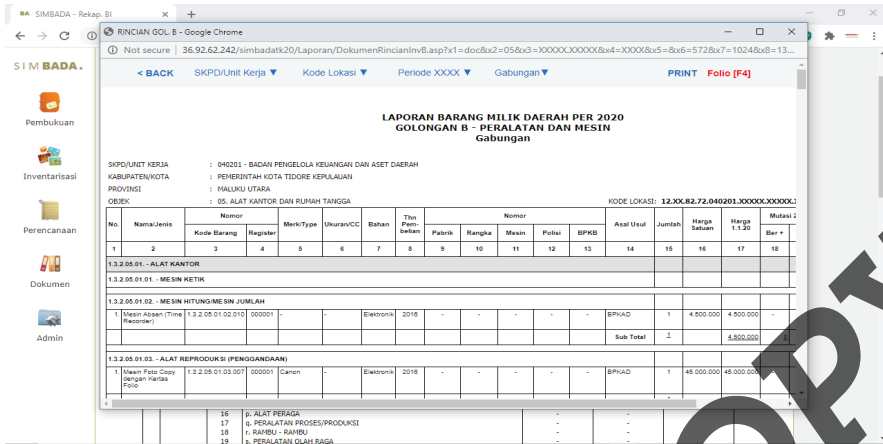 SIMBADA - Rekap. BI
RINCIAN GOL. B - Google Chrome
Not secure | 36.92.62.242/simbadatk20/Laporan/DokumenRincianInvB.asp?x1=doc&x2=05&x3=XXXXX.XXXXX&x4=XXXX&x5=&x6=572&x7=1024&x8=13...
SIMBADA.
< BACK SKPD/Unit Kerja ▼ Kode Lokasi ▼ Periode XXXX ▼ Gabungan▼ PRINT Folio [F4]
Pembukuan
Inventarisasi
Perencanaan
Dokumen
Admin
LAPORAN BARANG MILIK DAERAH PER 2020
GOLONGAN B - PERALATAN DAN MESIN
Gabungan
SKPD/UNIT KERJA : 040201 - BADAN PENGELOLA KEUANGAN DAN ASET DAERAH
KABUPATEN/KOTA : PEMERINTAH KOTA TIDORE KEPULAUAN
PROVINSI : MALUKU UTARA
OBJEK : 05. ALAT KANTOR DAN RUMAH TANGGA KODE LOKASI: 12.XX.82.72.040201.XXXXX.XXXXX.
No. Nama/Jenis Nomor Merk/Type Ukuran/CC Bahan Thn Pem-belian Nomor Asal Usul Jumlah Harga Satuan Harga 1.1.20 Mutasi 2
Kode Barang Register Pabrik Rangka Mesin Polisi BPKB Ber +
1 2 3 4 5 6 7 8 9 10 11 12 13 14 15 16 17 18
1.3.2.05.01. - ALAT KANTOR
1.3.2.05.01.01. - MESIN KETIK
1.3.2.05.01.02. - MESIN HITUNG/MESIN JUMLAH
1. Mesin Absen (Time Recorder) 1.3.2.05.01.02.010 000001 - - Elektronik 2016 - - - - - BPKAD 1 4.500.000 4.500.000 -
Sub Total 1 4.500.000 0
1.3.2.05.01.03. - ALAT REPRODUKSI (PENGGANDAAN)
1. Mesin Foto Copy dengan Kertas Folio 1.3.2.05.01.03.007 000001 Canon - Elektronik 2016 - - - - - BPKAD 1 45.000.000 45.000.000 -
16 p. ALAT PERAGA - -
17 q. PERALATAN PROSES/PRODUKSI - -
18 r. RAMBU - RAMBU - -
19 s. PERALATAN OLAH RAGA - -
OPY